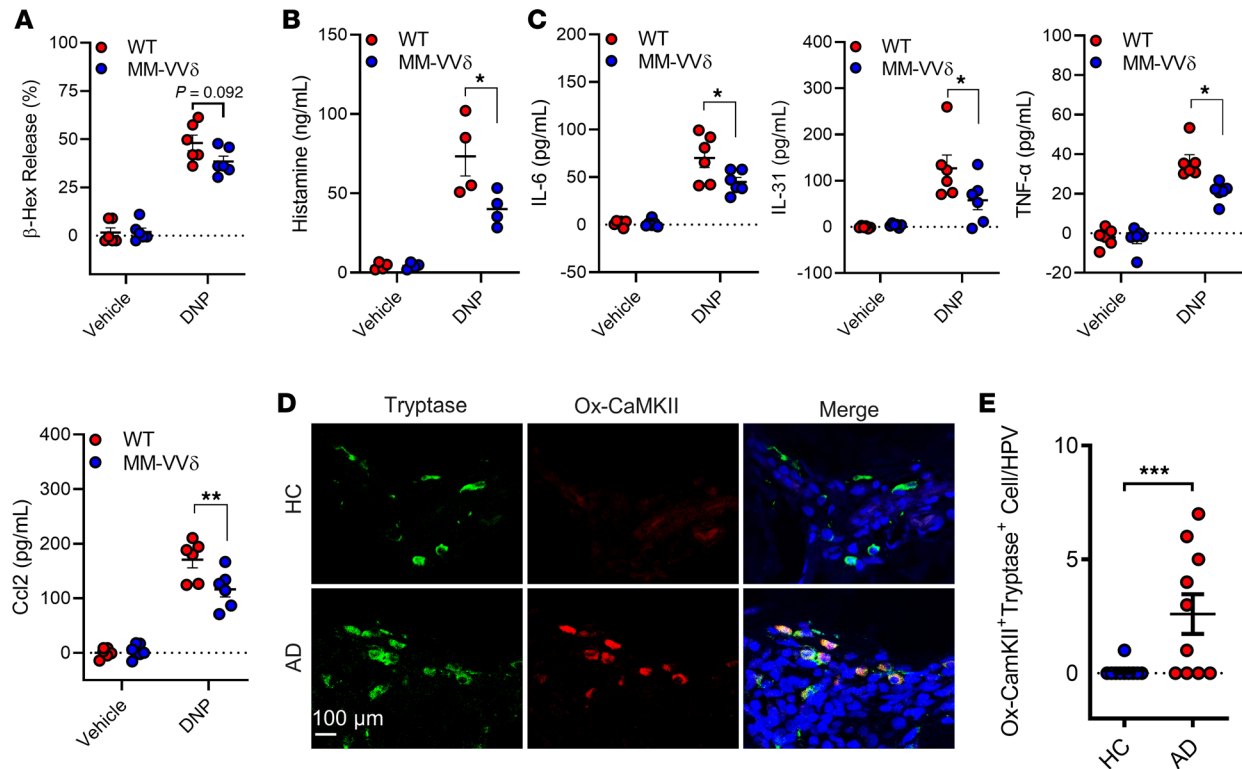 A
β-Hex Release (%)
100
75
50
25
0
WT
MM-VVδ
P = 0.092
Vehicle
DNP
B
Histamine (ng/mL)
150
100
50
0
WT
MM-VVδ
*
Vehicle
DNP
C
IL-6 (pg/mL)
200
150
100
50
0
-50
WT
MM-VVδ
*
Vehicle
DNP
IL-31 (pg/mL)
400
300
200
100
0
-100
WT
MM-VVδ
*
Vehicle
DNP
TNF-α (pg/mL)
100
80
60
40
20
0
-20
WT
MM-VVδ
*
Vehicle
DNP
Ccl2 (pg/mL)
400
300
200
100
0
WT
MM-VVδ
**
Vehicle
DNP
D
Tryptase
Ox-CaMKII
Merge
HC
AD
100 µm
E
Ox-CamKII+Tryptase+ Cell/HPV
10
5
0
***
HC
AD